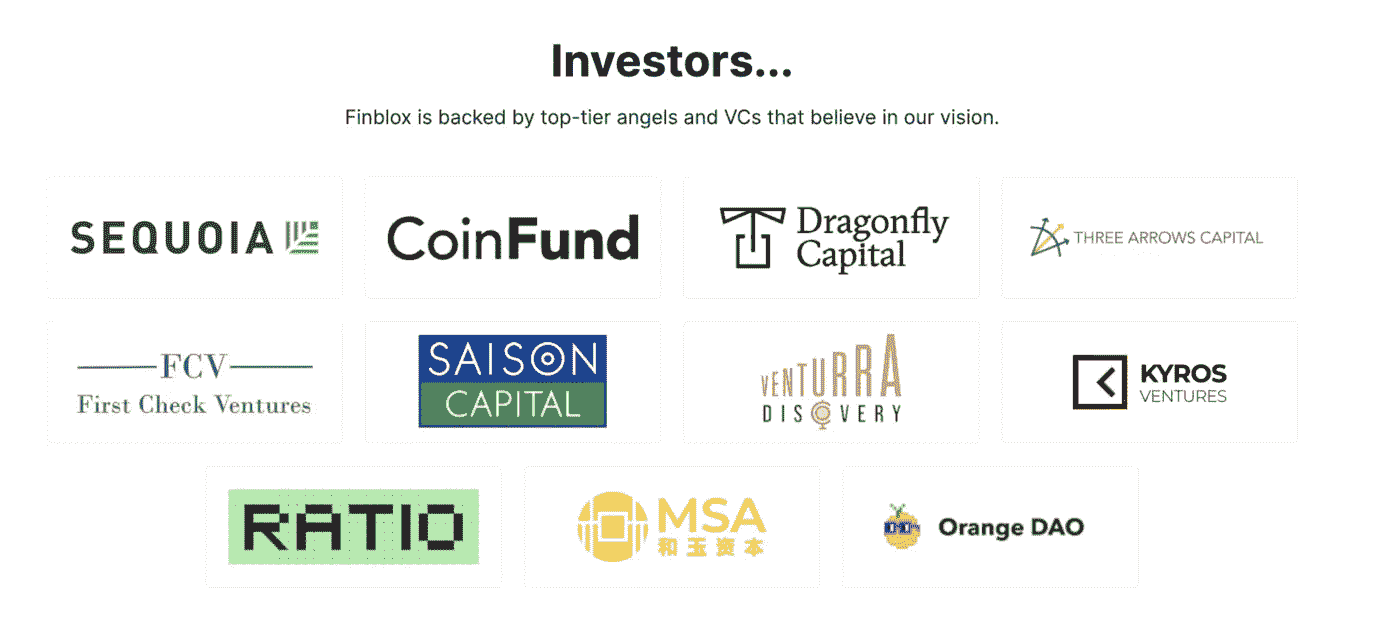 Investors...
Finblox is backed by top-tier angels and VCs that believe in our vision.
SEQUOIA
CoinFund
Dragonfly
Capital
THREE ARROWS CAPITAL
FCV
First Check Ventures
SAISON
CAPITAL
VENTURRA
DISCOVERY
KYROS
VENTURES
RATIO
MSA
和玉资本
Orange DAO